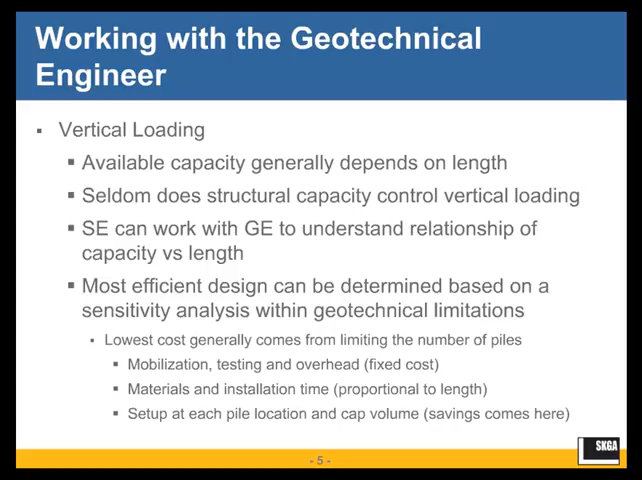 Working with the Geotechnical
Engineer
▪ Vertical Loading
▪ Available capacity generally depends on length
▪ Seldom does structural capacity control vertical loading
▪ SE can work with GE to understand relationship of
capacity vs length
▪ Most efficient design can be determined based on a
sensitivity analysis within geotechnical limitations
▪ Lowest cost generally comes from limiting the number of piles
▪ Mobilization, testing and overhead (fixed cost)
▪ Materials and installation time (proportional to length)
▪ Setup at each pile location and cap volume (savings comes here)
SKGA
- 5 -